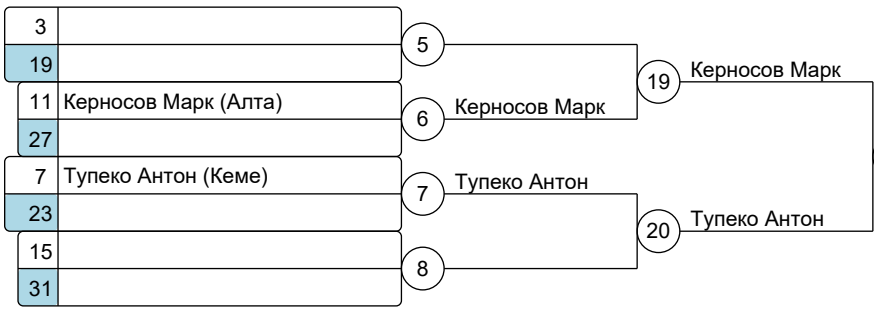 3
5
19
19 Керносов Марк
11 Керносов Марк (Алта)
6 Керносов Марк
27
7 Тупеко Антон (Кеме)
7 Тупеко Антон
23
20 Тупеко Антон
15
8
31